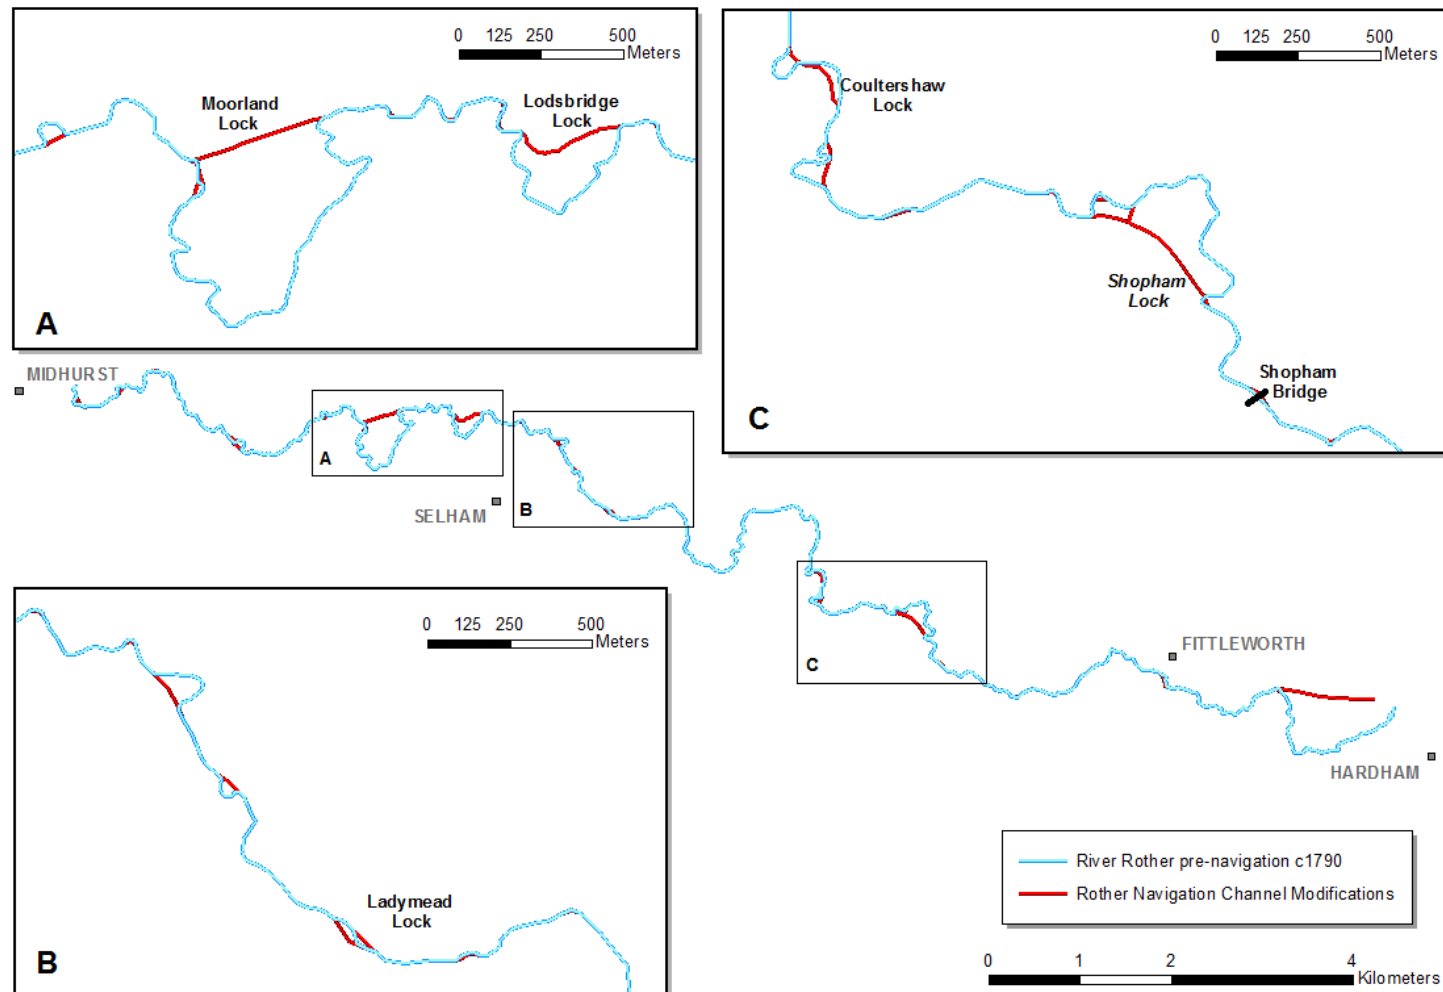 0 125 250 500
Meters
Moorland
Lock
Lodsbridge
Lock
A
0 125 250 500
Meters
Coultershaw
Lock
Shopham
Lock
Shopham
Bridge
C
MIDHURST
A
SELHAM
B
C
FITTLEWORTH
HARDHAM
0 125 250 500
Meters
Ladymead
Lock
B
River Rother pre-navigation c1790
Rother Navigation Channel Modifications
0 1 2 4
Kilometers